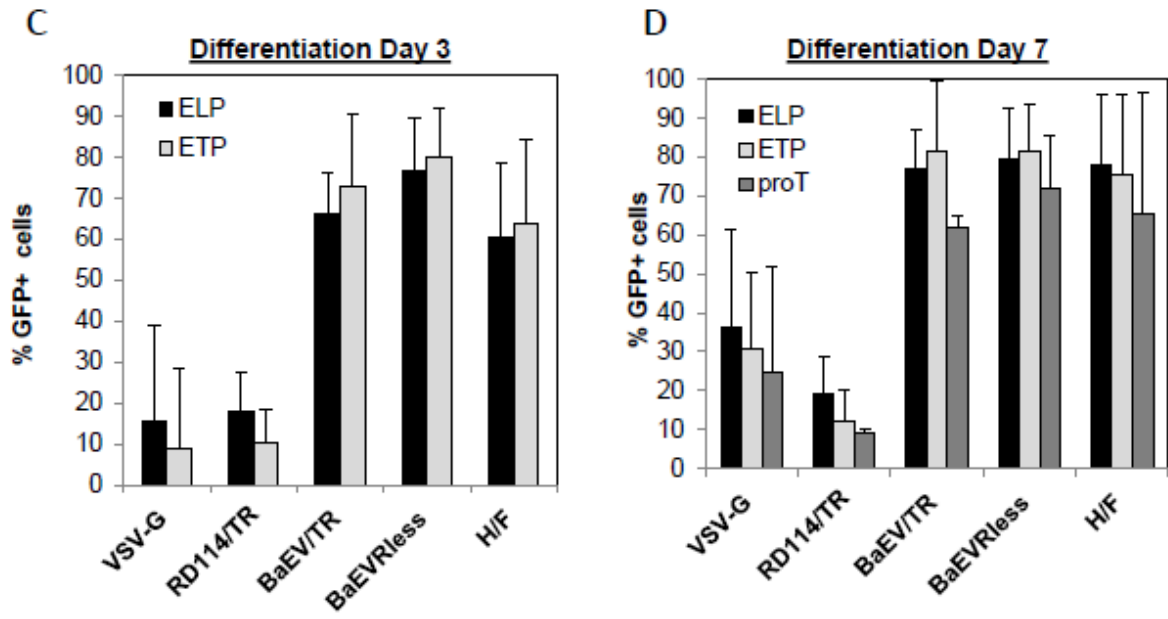 C
Differentiation Day 3
% GFP+ cells
100
90
80
70
60
50
40
30
20
10
0
ELP
ETP
VSV-G
RD114/TR
BaEV/TR
BaEVRless
H/F
D
Differentiation Day 7
% GFP+ cells
100
90
80
70
60
50
40
30
20
10
0
ELP
ETP
proT
VSV-G
RD114/TR
BaEV/TR
BaEVRless
H/F